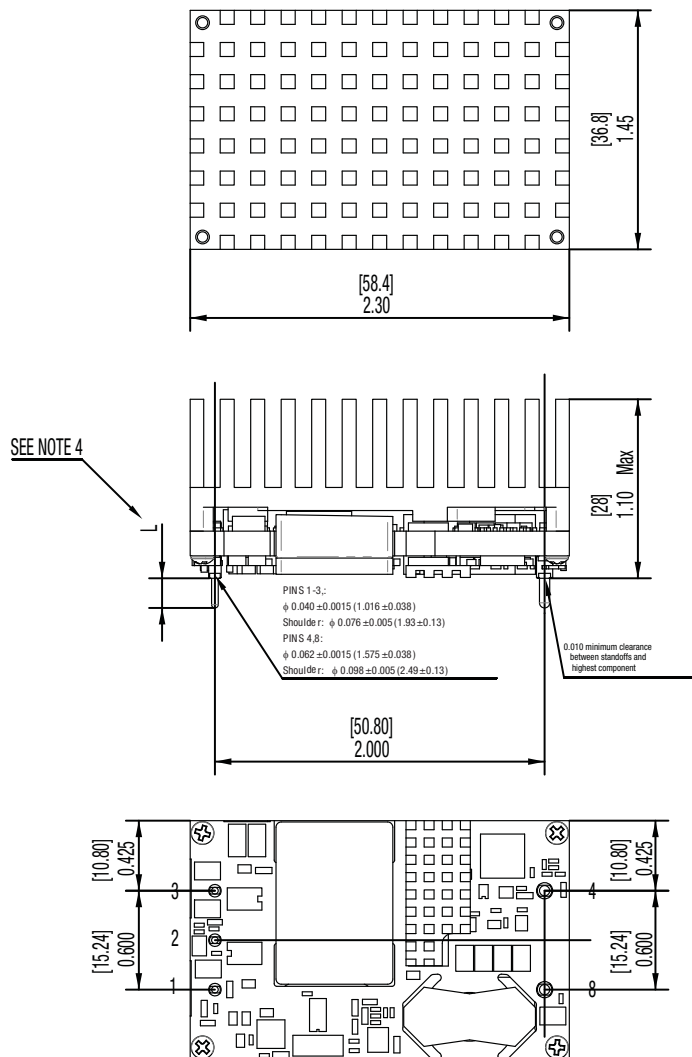 [36.8]
1.45
[58.4]
2.30
SEE NOTE 4
L
[28]
1.10 Max
PINS 1-3,:
ϕ 0.040 ±0.0015 (1.016 ±0.038)
Shoulder: ϕ 0.076 ±0.005 (1.93 ±0.13)
PINS 4,8:
ϕ 0.062 ±0.0015 (1.575 ±0.038)
Shoulder: ϕ 0.098 ±0.005 (2.49 ±0.13)
0.010 minimum clearance
between standoffs and
highest component
[50.80]
2.000
[10.80]
0.425
[10.80]
0.425
3
4
[15.24]
0.600
2
[15.24]
0.600
1
8